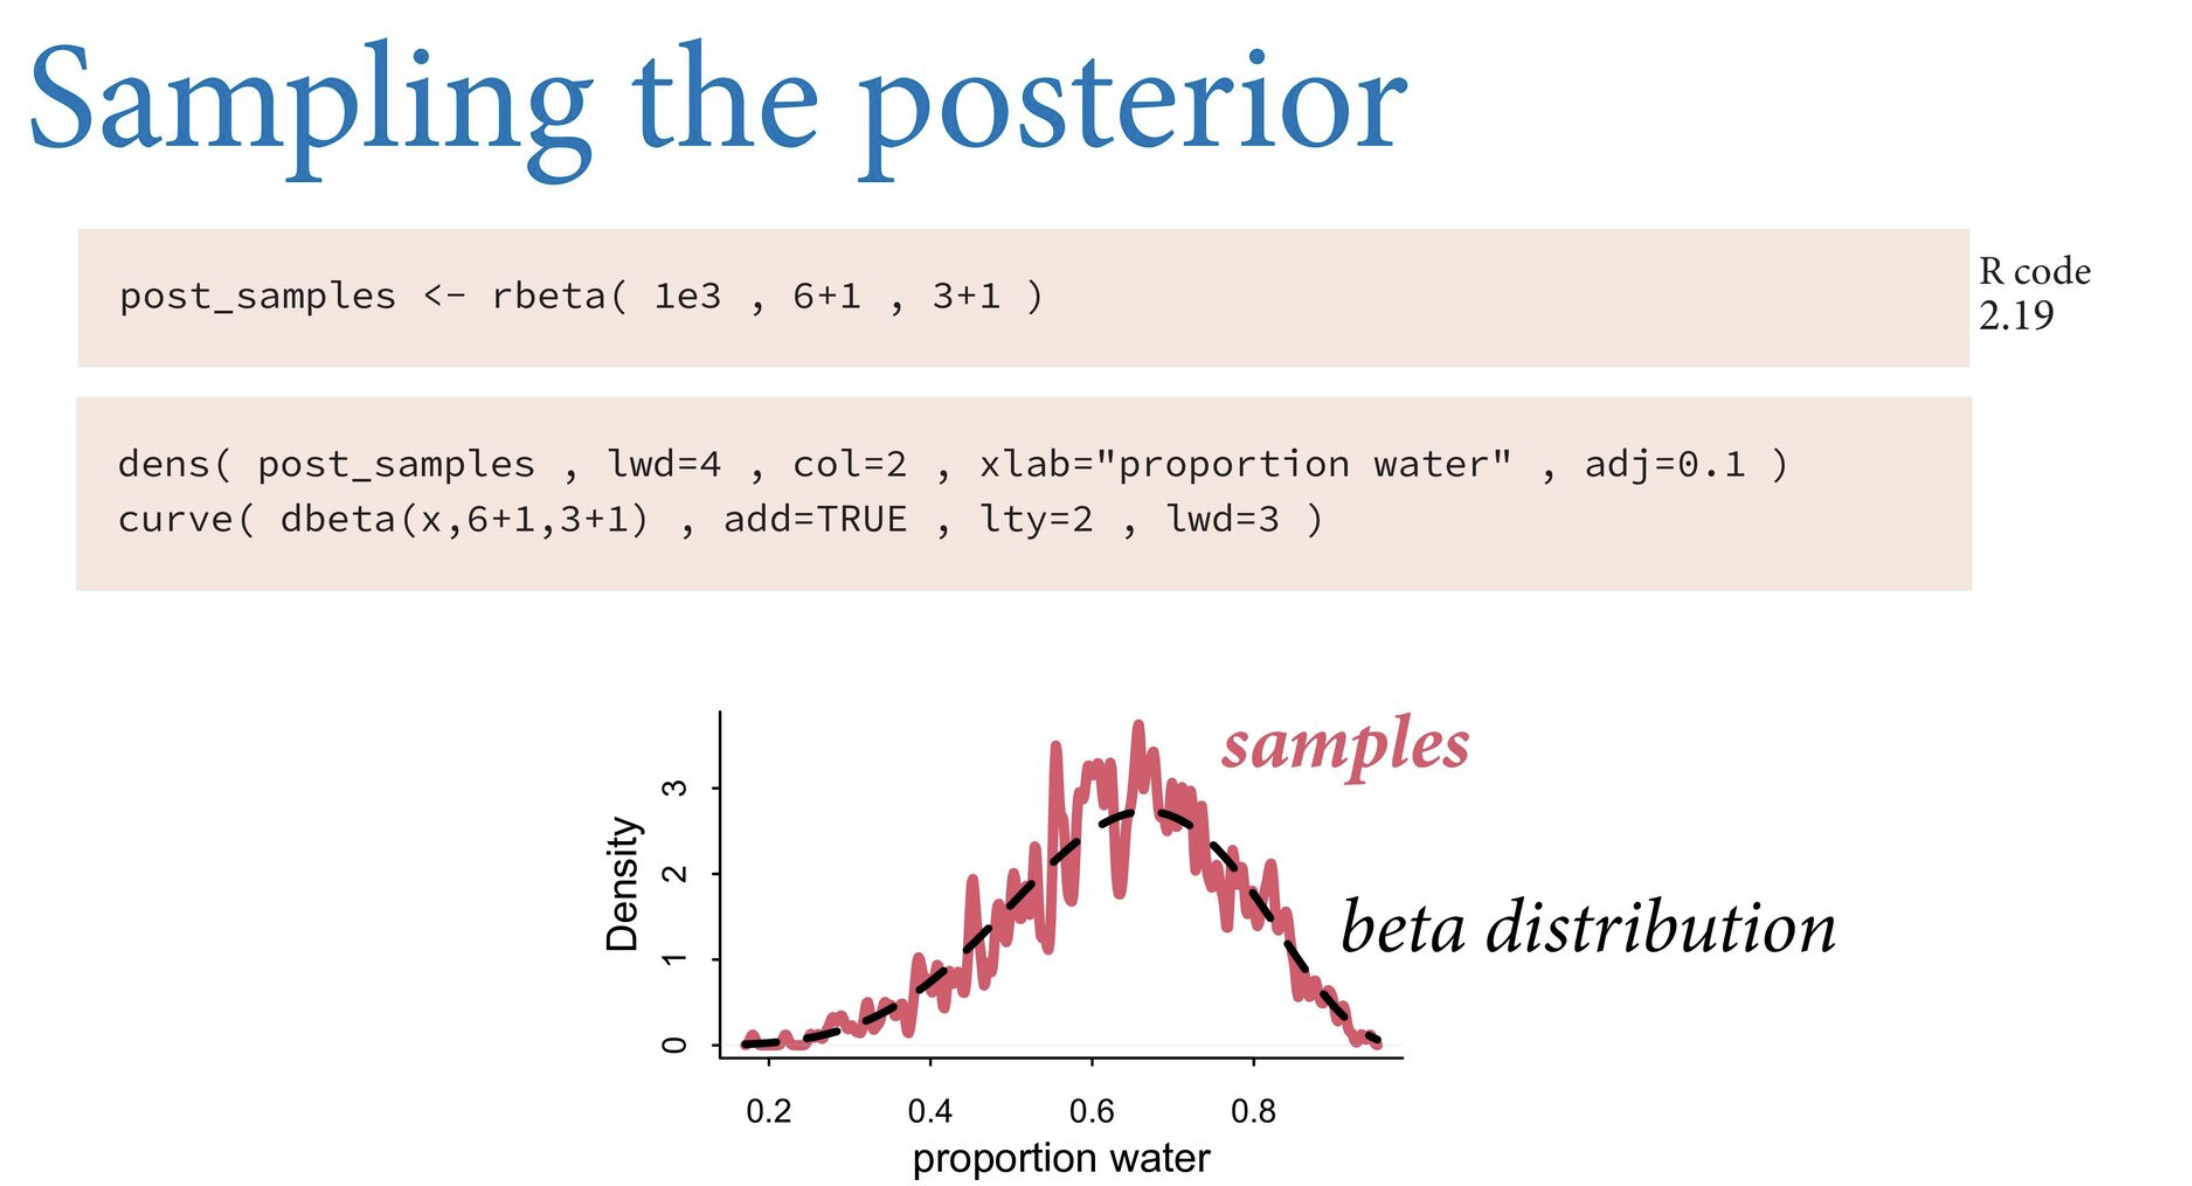 Sampling the posterior
post_samples <- rbeta( 1e3 , 6+1 , 3+1 )
R code
2.19
dens( post_samples , lwd=4 , col=2 , xlab="proportion water" , adj=0.1 )
curve( dbeta(x,6+1,3+1) , add=TRUE , lty=2 , lwd=3 )
samples
beta distribution
Density
3
2
1
0
0.2 0.4 0.6 0.8
proportion water